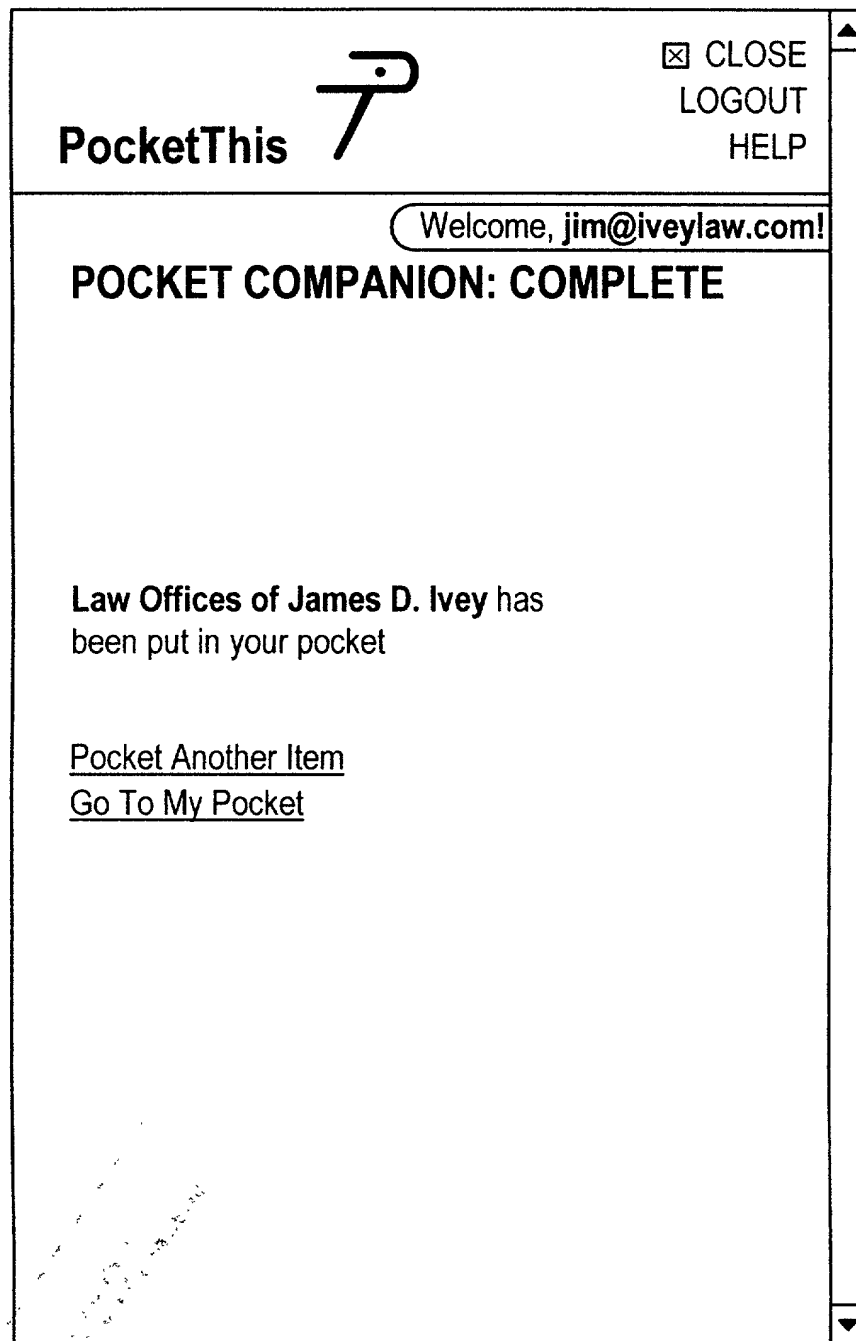 CLOSE
LOGOUT
PocketThis
HELP
Welcome, jim@iveylaw.com!
POCKET COMPANION: COMPLETE
Law Offices of James D. Ivey has
been put in your pocket
Pocket Another Item
Go To My Pocket